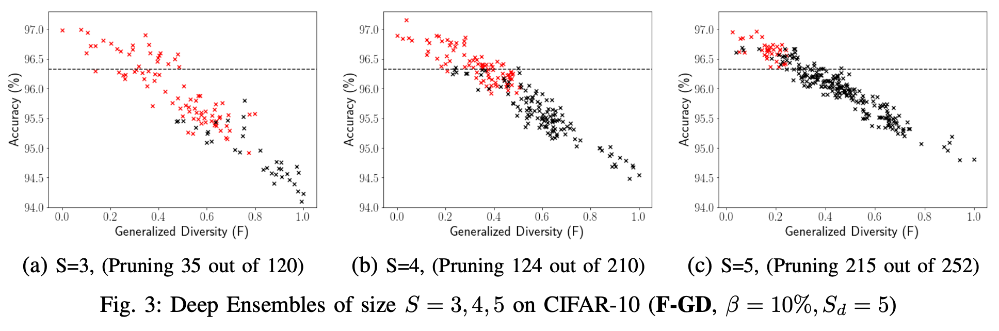 97.0
96.5
96.0
95.5
95.0
94.5
94.0
Accuracy (%)
0.0 0.2 0.4 0.6 0.8 1.0
Generalized Diversity (F)
97.0
96.5
96.0
95.5
95.0
94.5
94.0
Accuracy (%)
0.0 0.2 0.4 0.6 0.8 1.0
Generalized Diversity (F)
97.0
96.5
96.0
95.5
95.0
94.5
94.0
Accuracy (%)
0.0 0.2 0.4 0.6 0.8 1.0
Generalized Diversity (F)
(a) S=3, (Pruning 35 out of 120)
(b) S=4, (Pruning 124 out of 210)
(c) S=5, (Pruning 215 out of 252)
Fig. 3: Deep Ensembles of size S = 3, 4, 5 on CIFAR-10 (F-GD, β = 10%, S_d = 5)